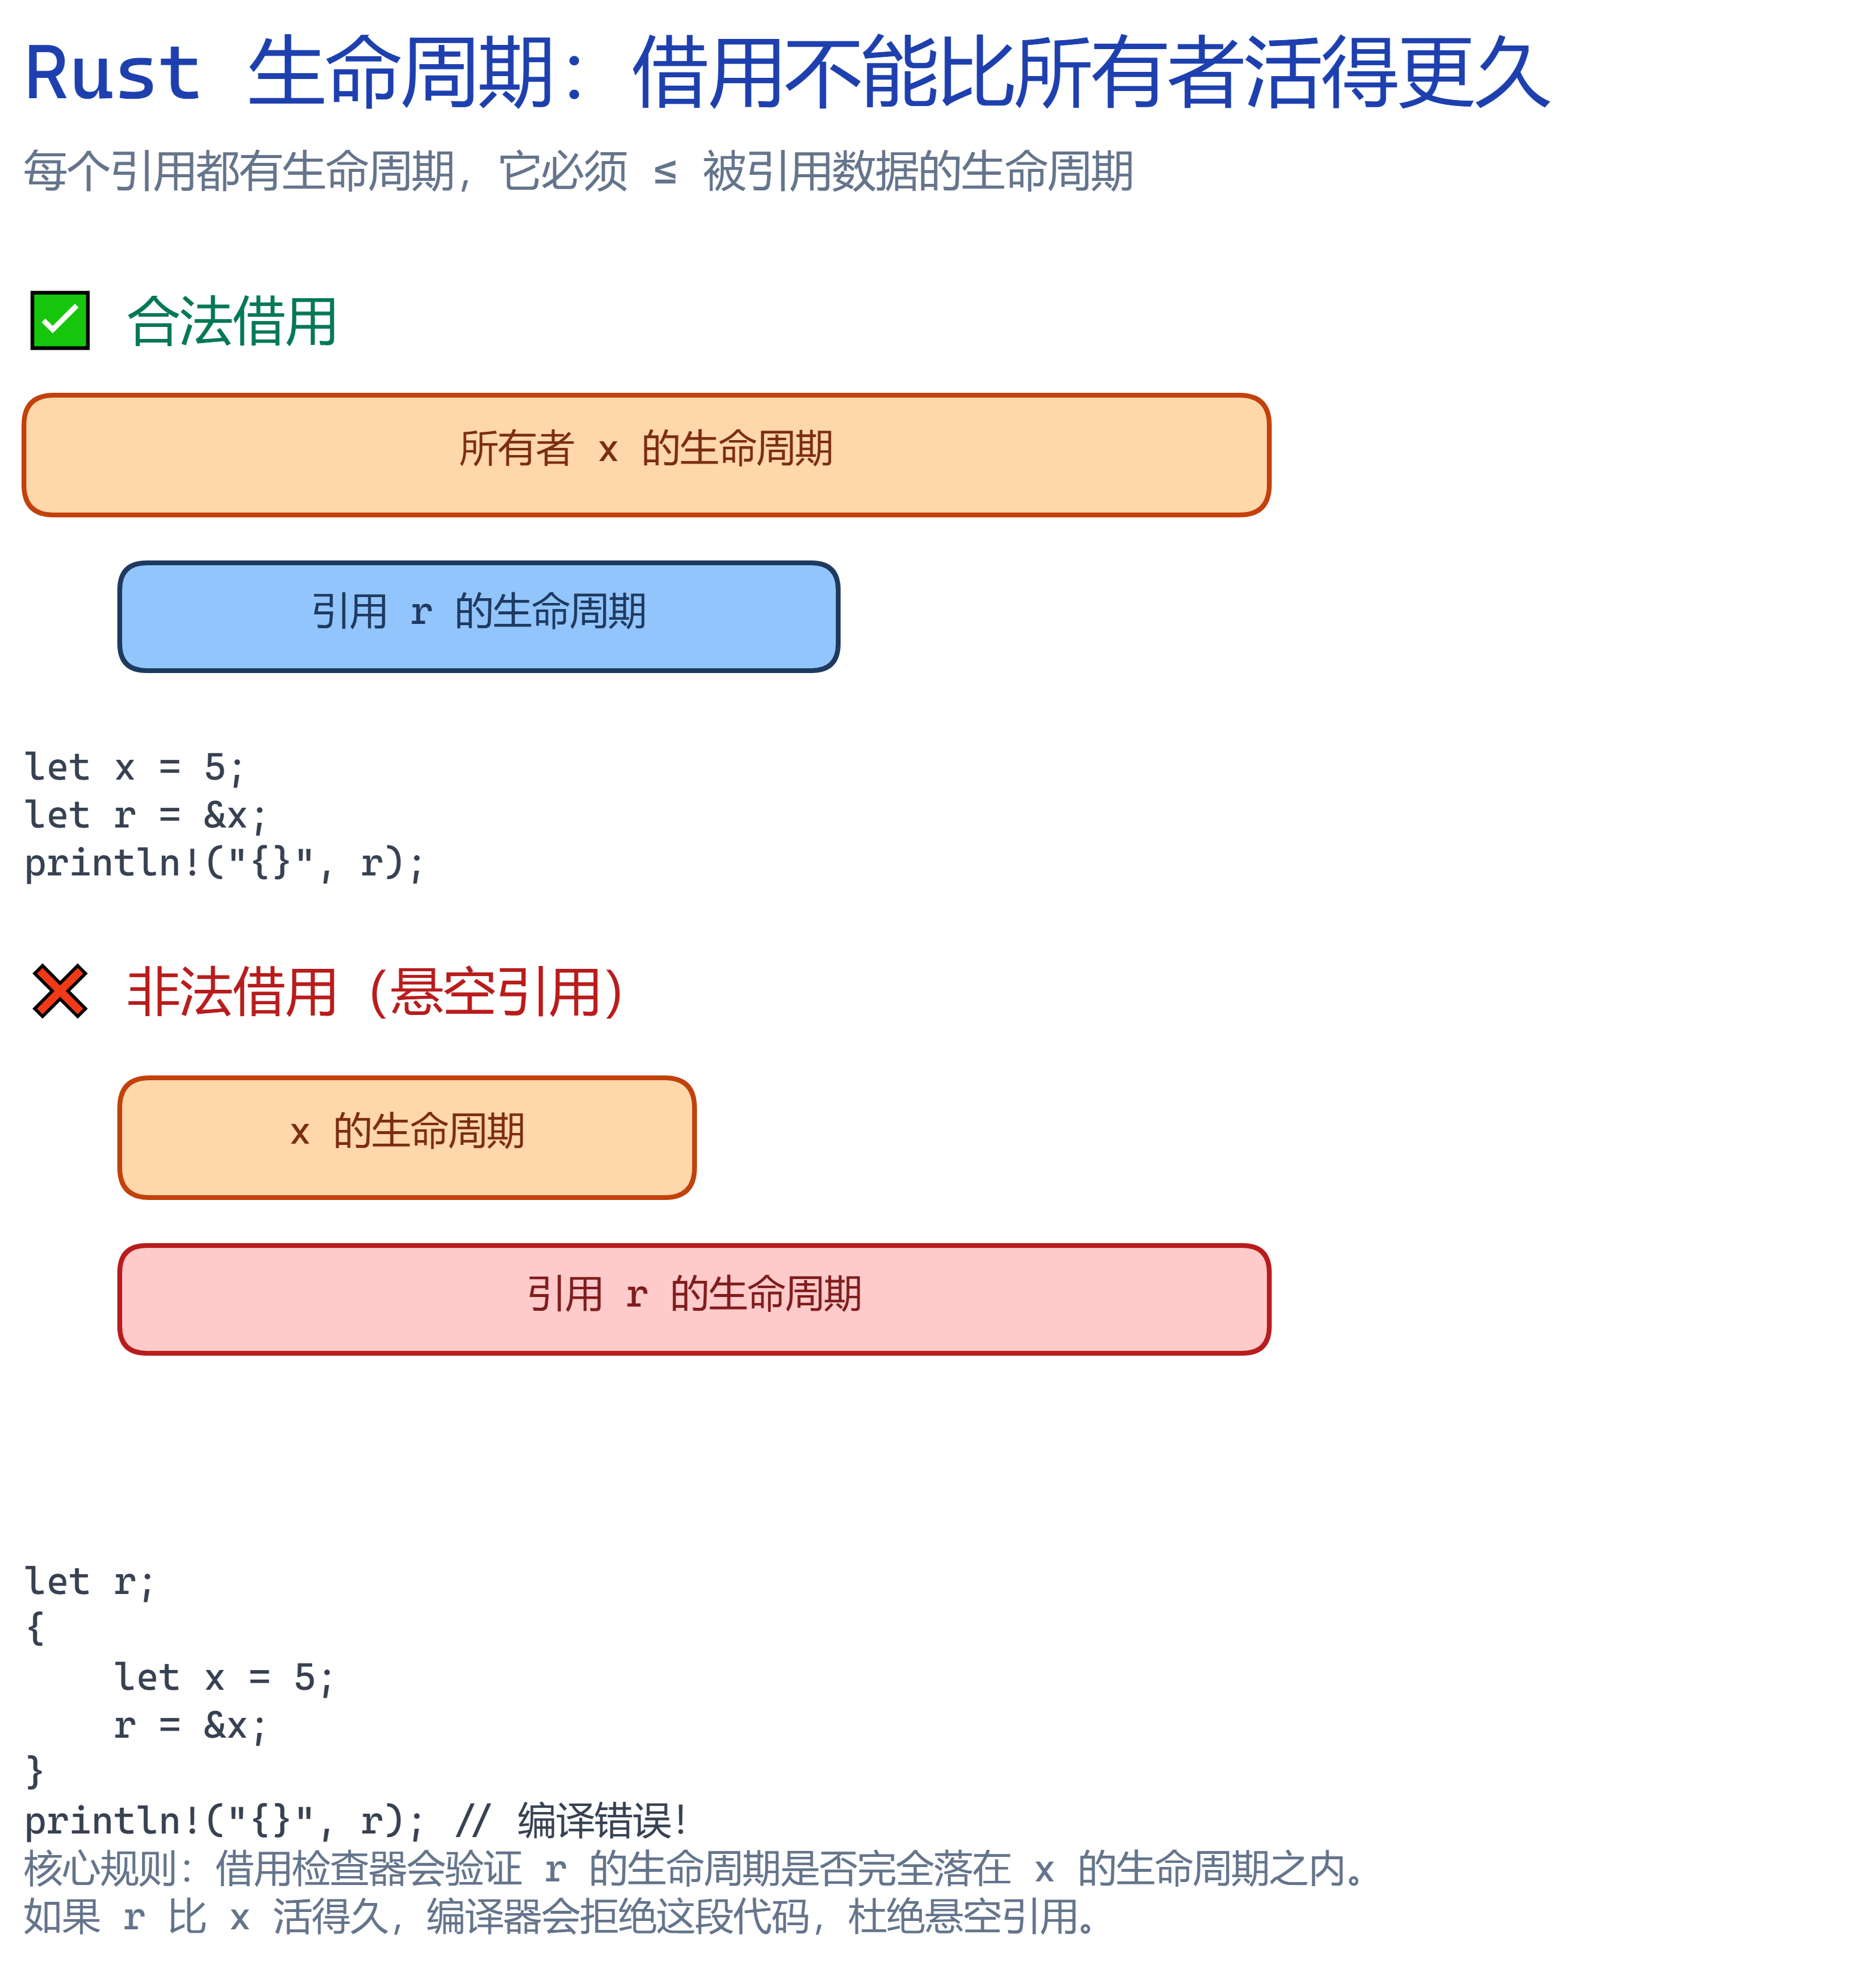 Rust 生命周期：借用不能比所有者活得更久
每个引用都有生命周期，它必须 ≤ 被引用数据的生命周期
✅ 合法借用
所有者 x 的生命周期
引用 r 的生命周期
let x = 5;
let r = &x;
println!("{}", r);
❌ 非法借用（悬空引用）
x 的生命周期
引用 r 的生命周期
let r;
{
    let x = 5;
    r = &x;
}
println!("{}", r); // 编译错误！
核心规则：借用检查器会验证 r 的生命周期是否完全落在 x 的生命周期之内。
如果 r 比 x 活得久，编译器会拒绝这段代码，杜绝悬空引用。